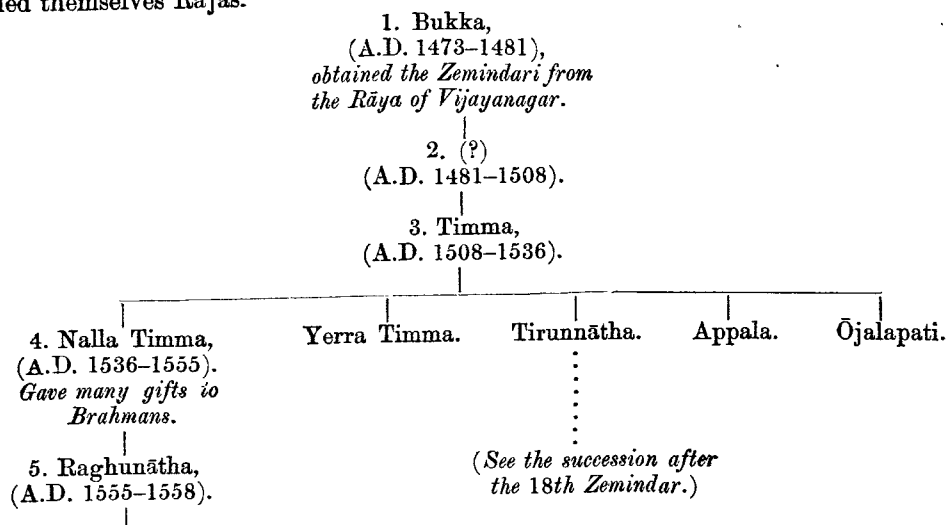 themselves Rajas.
1. Bukka,
(A.D. 1473–1481),
obtained the Zemindari from
the Rāya of Vijayanagar.
2. (?)
(A.D. 1481–1508).
3. Timma,
(A.D. 1508–1536).
4. Nalla Timma,
(A.D. 1536–1555).
Gave many gifts to
Brahmans.
Yerra Timma.
Tirunnātha.
Appala.
Ōjalapati.
5. Raghunātha,
(A.D. 1555–1558).
(See the succession after
the 18th Zemindar.)